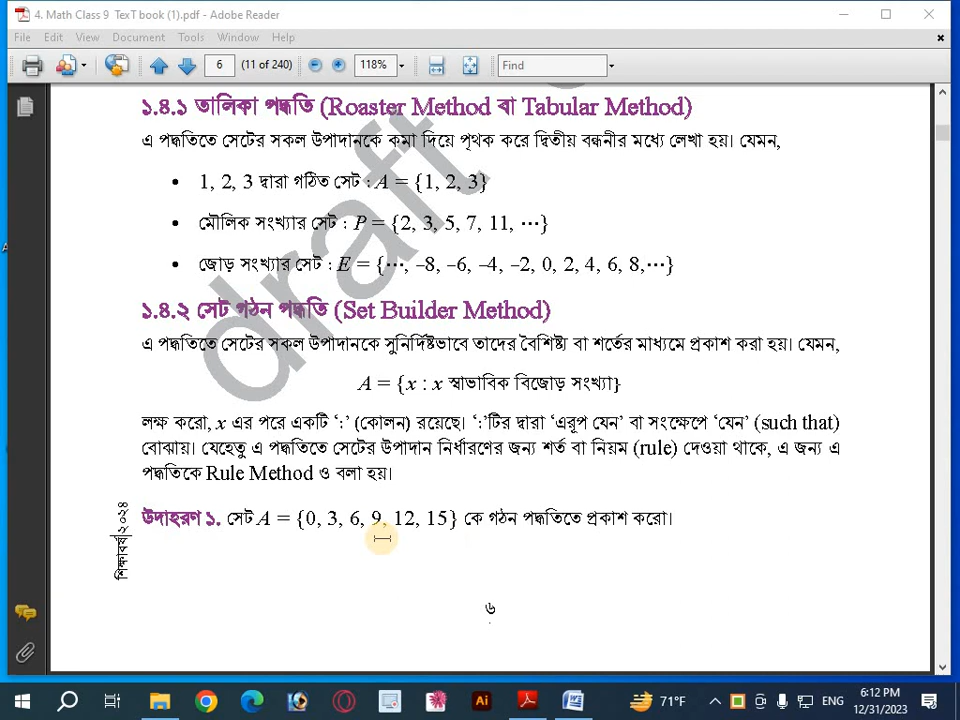 4. Math Class 9  TexT book (1).pdf - Adobe Reader
File Edit View Document Tools Window Help
6 (11 of 240) 118% Find
১.৪.১ তালিকা পদ্ধতি (Roaster Method বা Tabular Method)
এ পদ্ধতিতে সেটের সকল উপাদানকে কমা দিয়ে পৃথক করে দ্বিতীয় বন্ধনীর মধ্যে লেখা হয়। যেমন,
• 1, 2, 3 দ্বারা গঠিত সেট : A = {1, 2, 3}
• মৌলিক সংখ্যার সেট : P = {2, 3, 5, 7, 11, ⋯}
• জোড় সংখ্যার সেট : E = {⋯, –8, –6, –4, –2, 0, 2, 4, 6, 8,⋯}
১.৪.২ সেট গঠন পদ্ধতি (Set Builder Method)
এ পদ্ধতিতে সেটের সকল উপাদানকে সুনির্দিষ্টভাবে তাদের বৈশিষ্ট্য বা শর্তের মাধ্যমে প্রকাশ করা হয়। যেমন,
A = {x : x স্বাভাবিক বিজোড় সংখ্যা}
লক্ষ করো, x এর পরে একটি ‘:’ (কোলন) রয়েছে। ‘:’টির দ্বারা ‘এরূপ যেন’ বা সংক্ষেপে ‘যেন’ (such that)
বোঝায়। যেহেতু এ পদ্ধতিতে সেটের উপাদান নির্ধারণের জন্য শর্ত বা নিয়ম (rule) দেওয়া থাকে, এ জন্য এ
পদ্ধতিকে Rule Method ও বলা হয়।
উদাহরণ ১. সেট A = {0, 3, 6, 9, 12, 15} কে গঠন পদ্ধতিতে প্রকাশ করো।
শিক্ষাবর্ষ ২০২৪
৬
draft
71°F ENG 6:12 PM
12/31/2023